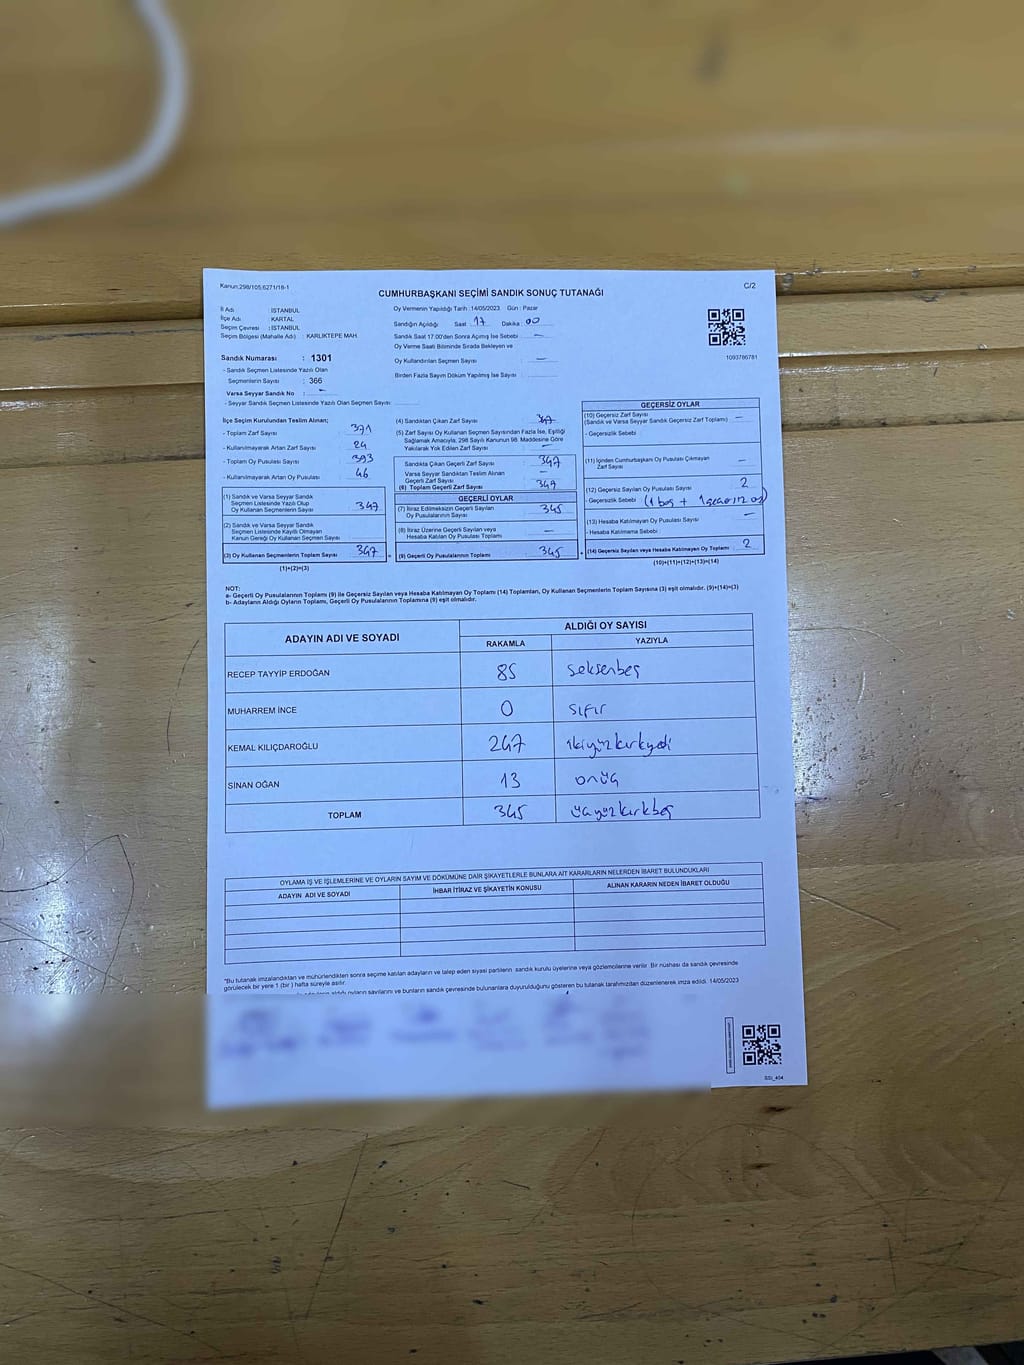 Kanun:298/105,6271/18-1
C/2
CUMHURBAŞKANI SEÇİMİ SANDIK SONUÇ TUTANAĞI
İl Adı : İSTANBUL
İlçe Adı : KARTAL
Seçim Çevresi : İSTANBUL
Seçim Bölgesi (Mahalle Adı) : KARLIKTEPE MAH.
Sandık Numarası : 1301
- Sandık Seçmen Listesinde Yazılı Olan
Seçmenlerin Sayısı : 366
Varsa Seyyar Sandık No : -
- Seyyar Sandık Seçmen Listesinde Yazılı Olan Seçmen Sayısı :
Oy Vermenin Yapıldığı Tarih :14/05/2023 Gün : Pazar
Sandığın Açıldığı Saat : 17 Dakika : 00
Sandık Saat 17:00'den Sonra Açımış İse Sebebi : -
Oy Verme Saati Bitiminde Sırada Bekleyen ve :
Oy Kullandırılan Seçmen Sayısı : -
Birden Fazla Sayım Döküm Yapılmış İse Sayısı :
1093786781
İlçe Seçim Kurulundan Teslim Alınan;
- Toplam Zarf Sayısı : 371
- Kullanılmayarak Artan Zarf Sayısı : 24
- Toplam Oy Pusulası Sayısı : 393
- Kullanılmayarak Artan Oy Pusulası : 46
(1) Sandık ve Varsa Seyyar Sandık
Seçmen Listesinde Yazılı Olup
Oy Kullanan Seçmenlerin Sayısı 347
(2) Sandık ve Varsa Seyyar Sandık
Seçmen Listesinde Kayıtlı Olmayan
Kanun Gereği Oy Kullanan Seçmen Sayısı
(3) Oy Kullanan Seçmenlerin Toplam Sayısı 347
(1)+(2)=(3)
(4) Sandıktan Çıkan Zarf Sayısı : 347
(5) Zarf Sayısı Oy Kullanan Seçmen Sayısından Fazla İse, Eşitliği
Sağlamak Amacıyla, 298 Sayılı Kanunun 98. Maddesine Göre
Yakılarak Yok Edilen Zarf Sayısı : -
Sandıkta Çıkan Geçerli Zarf Sayısı : 347
Varsa Seyyar Sandıktan Teslim Alınan
Geçerli Zarf Sayısı : -
(6) Toplam Geçerli Zarf Sayısı : 347
GEÇERLİ OYLAR
(7) İtiraz Edilmeksizin Geçerli Sayılan
Oy Pusulalarının Sayısı : 345
(8) İtiraz Üzerine Geçerli Sayılan veya
Hesaba Katılan Oy Pusulası Toplamı : -
(9) Geçerli Oy Pusulalarının Toplamı 345
GEÇERSİZ OYLAR
(10) Geçersiz Zarf Sayısı
(Sandık ve Varsa Seyyar Sandık Geçersiz Zarf Toplamı) : -
- Geçersizlik Sebebi
(11) İçinden Cumhurbaşkanı Oy Pusulası Çıkmayan
Zarf Sayısı : -
(12) Geçersiz Sayılan Oy Pusulası Sayısı 2
- Geçersizlik Sebebi (1 boş + 1 geçersiz oy)
(13) Hesaba Katılmayan Oy Pusulası Sayısı -
- Hesaba Katılmama Sebebi
(14) Geçersiz Sayılan veya Hesaba Katılmayan Oy Toplamı 2
(10)+(11)+(12)+(13)=(14)
NOT:
a- Geçerli Oy Pusulalarının Toplamı (9) ile Geçersiz Sayılan veya Hesaba Katılmayan Oy Toplamı (14) Toplamları, Oy Kullanan Seçmenlerin Toplam Sayısına (3) eşit olmalıdır. (9)+(14)=(3)
b- Adayların Aldığı Oyların Toplamı, Geçerli Oy Pusulalarının Toplamına (9) eşit olmalıdır.
ADAYIN ADI VE SOYADI
ALDIĞI OY SAYISI
RAKAMLA YAZIYLA
RECEP TAYYİP ERDOĞAN 85 seksenbeş
MUHARREM İNCE 0 sıfır
KEMAL KILIÇDAROĞLU 247 ikiyüzkırkyedi
SİNAN OĞAN 13 onüç
TOPLAM 345 üçyüzkırkbeş
OYLAMA İŞ VE İŞLEMLERİNE VE OYLARIN SAYIM VE DÖKÜMÜNE DAİR ŞİKAYETLERLE BUNLARA AİT KARARLARIN NELERDEN İBARET BULUNDUKLARI
ADAYIN ADI VE SOYADI
İHBAR İTİRAZ VE ŞİKAYETİN KONUSU
ALINAN KARARIN NEDEN İBARET OLDUĞU
"Bu tutanak imzalandıktan ve mühürlendikten sonra seçime katılan adayların ve talep eden siyasi partilerin sandık kurulu üyelerine veya gözlemcilerine verilir. Bir nüshası da sandık çevresinde
görülecek bir yere 1 (bir) hafta süreyle asılır.
aldığı oyların sayılarını ve bunların sandık çevresinde bulunanlara duyurulduğunu gösteren bu tutanak tarafımızdan düzenlenerek imza edildi. 14/05/2023
SSI_404